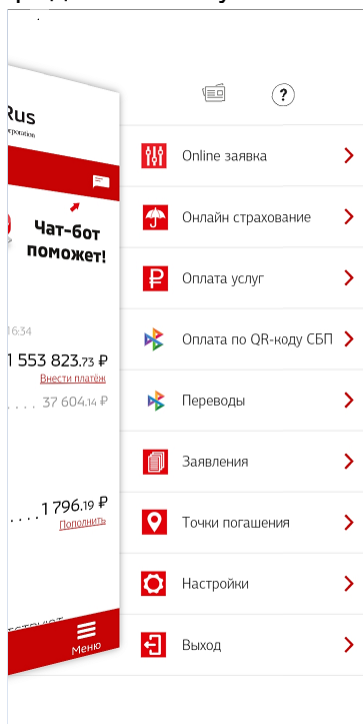 Rus
Чат-бот
поможет!
16:34
1 553 823.73 ₽
Внести платёж
37 604.14 ₽
....1 796.19 ₽
Пополнить
Меню
?
Online заявка
Онлайн страхование
Оплата услуг
Оплата по QR-коду СБП
Переводы
Заявления
Точки погашения
Настройки
Выход